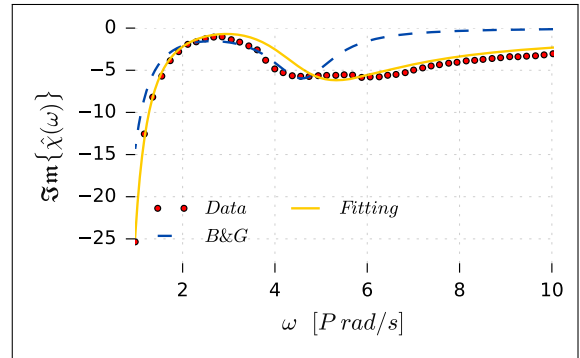 0
−5
−10
−15
−20
−25
𝕴𝖒{χ̂(ω)}
Data
Fitting
B&G
2
4
6
8
10
ω [P rad/s]